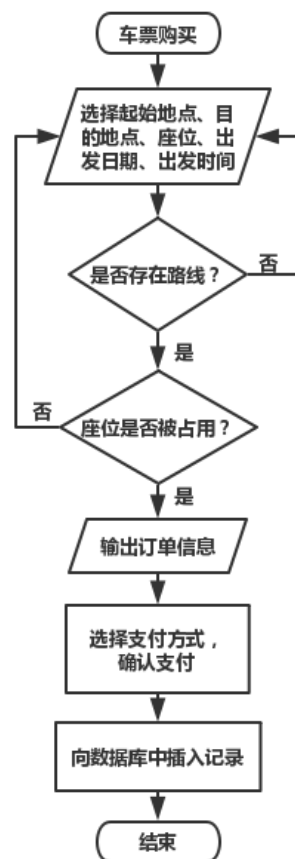 车票购买
选择起始地点、目
的地点、座位、出
发日期、出发时间
是否存在路线？
否
是
否
座位是否被占用？
是
输出订单信息
选择支付方式，
确认支付
向数据库中插入记录
结束